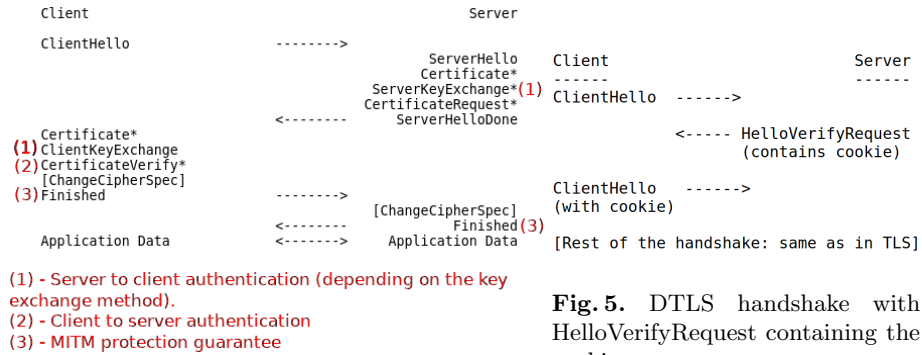 Client Server
ClientHello -------->
ServerHello
Certificate*
ServerKeyExchange* (1)
CertificateRequest*
<-------- ServerHelloDone
Certificate*
(1) ClientKeyExchange
(2) CertificateVerify*
[ChangeCipherSpec]
(3) Finished -------->
[ChangeCipherSpec]
<-------- Finished (3)
Application Data <-------> Application Data
(1) - Server to client authentication (depending on the key
exchange method).
(2) - Client to server authentication
(3) - MITM protection guarantee
Client Server
------ ------
ClientHello ------>
<----- HelloVerifyRequest
(contains cookie)
ClientHello ------>
(with cookie)
[Rest of the handshake: same as in TLS]
Fig. 5. DTLS handshake with
HelloVerifyRequest containing the